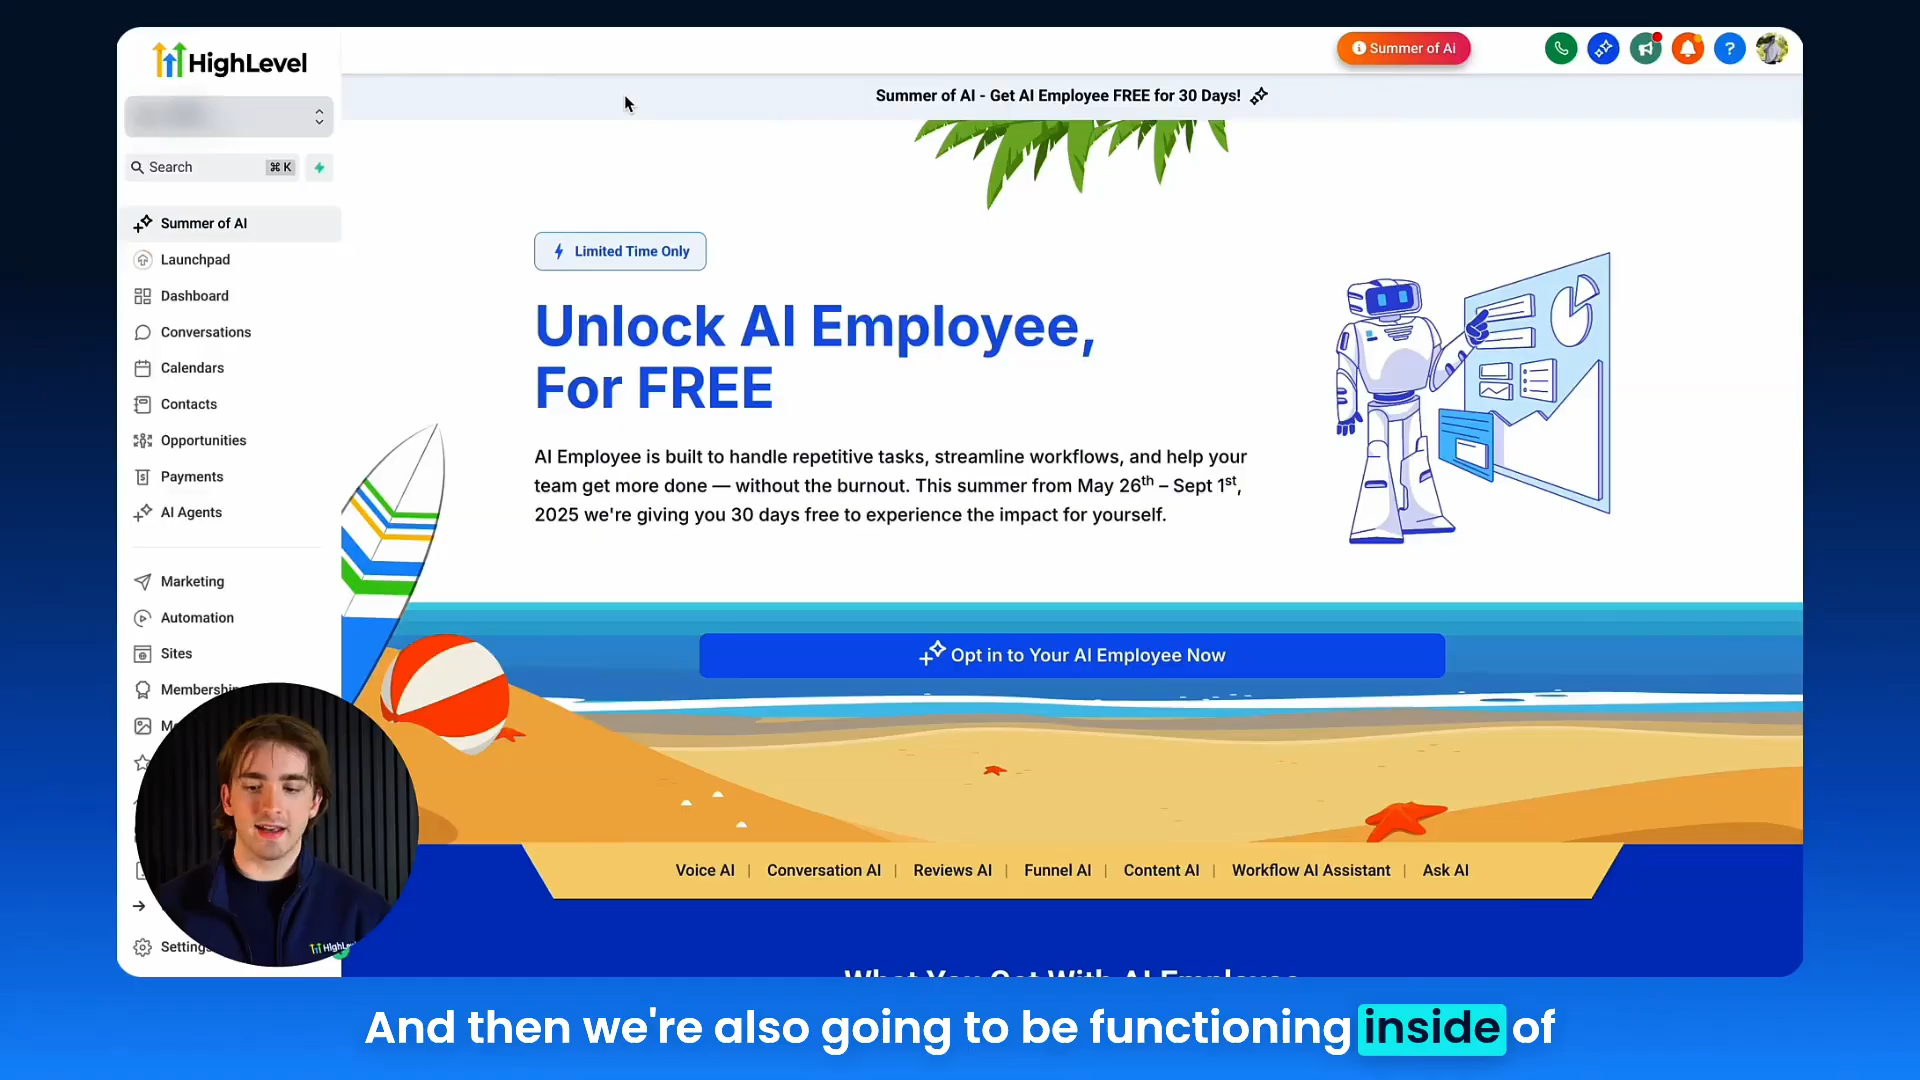 HighLevel
Summer of Ai
?
Summer of AI - Get AI Employee FREE for 30 Days!
Search
⌘ K
Summer of AI
Launchpad
Dashboard
Conversations
Calendars
Contacts
Opportunities
Payments
AI Agents
Marketing
Automation
Sites
Limited Time Only
Unlock AI Employee,
For FREE
AI Employee is built to handle repetitive tasks, streamline workflows, and help your
team get more done — without the burnout. This summer from May 26th – Sept 1st,
2025 we're giving you 30 days free to experience the impact for yourself.
Opt in to Your AI Employee Now
Voice AI | Conversation AI | Reviews AI | Funnel AI | Content AI | Workflow AI Assistant | Ask AI
What You Get With AI Employee
And then we're also going to be functioning inside of